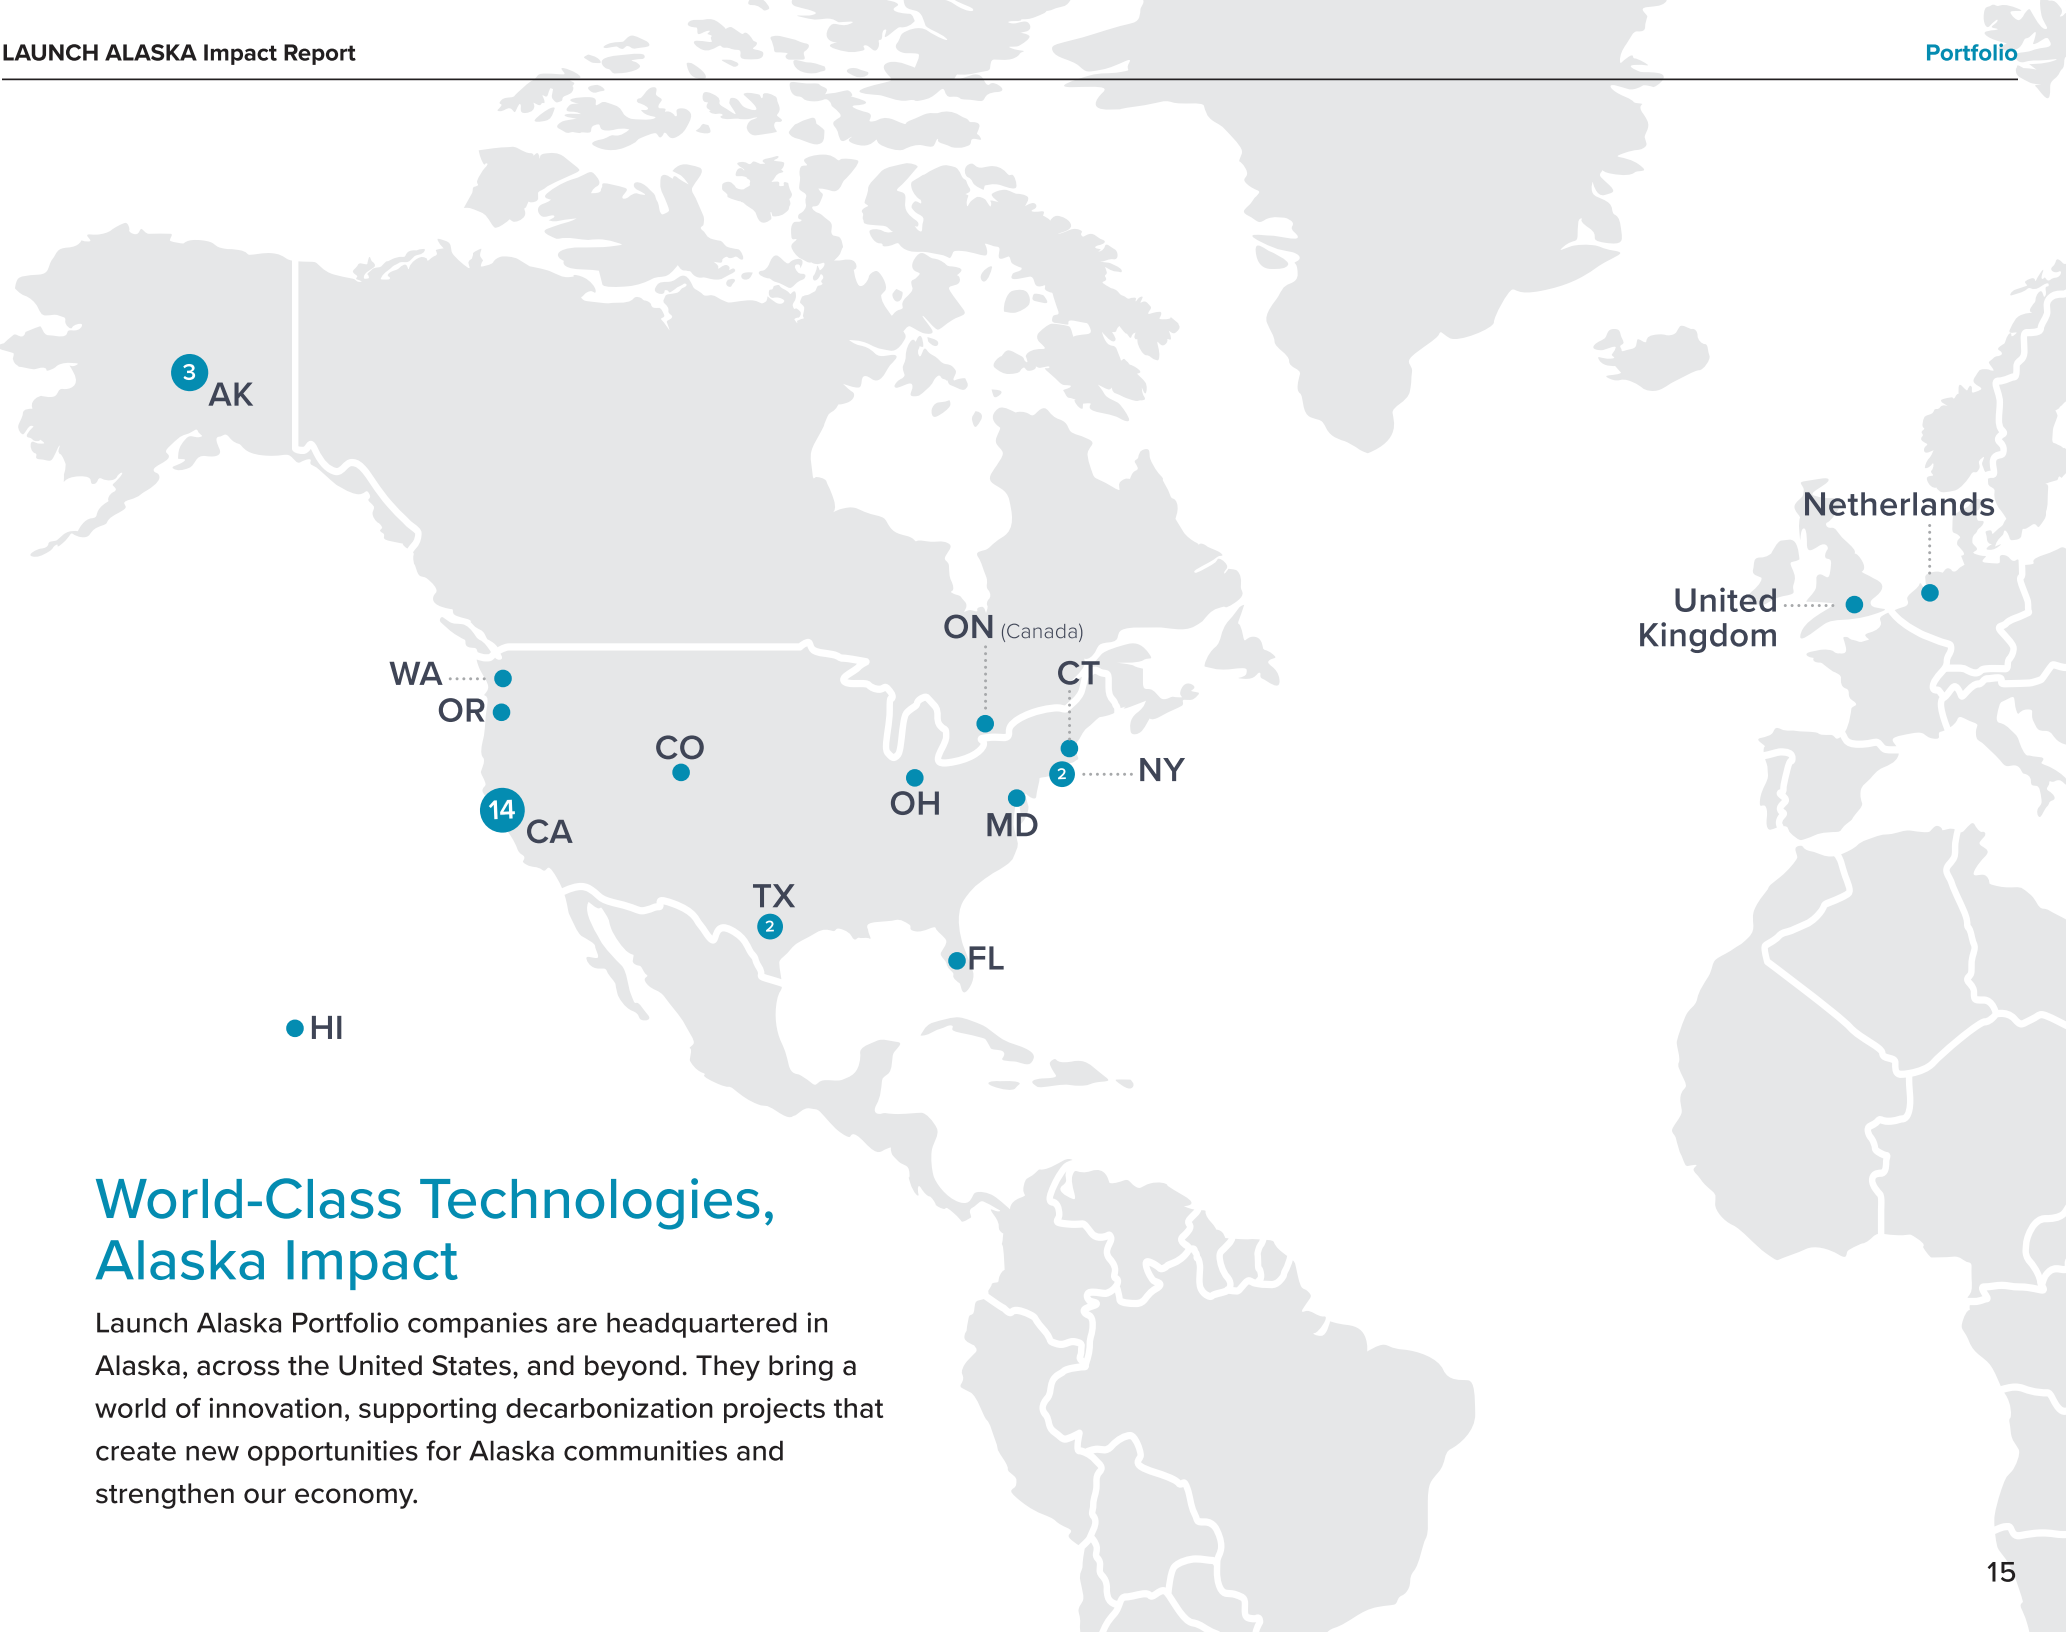 LAUNCH ALASKA Impact Report
Portfolio
3
AK
Netherlands
United
Kingdom
ON (Canada)
WA
CT
OR
CO
NY
2
OH
14
CA
MD
TX
2
FL
HI
World-Class Technologies,
Alaska Impact
Launch Alaska Portfolio companies are headquartered in
Alaska, across the United States, and beyond. They bring a
world of innovation, supporting decarbonization projects that
create new opportunities for Alaska communities and
strengthen our economy.
15